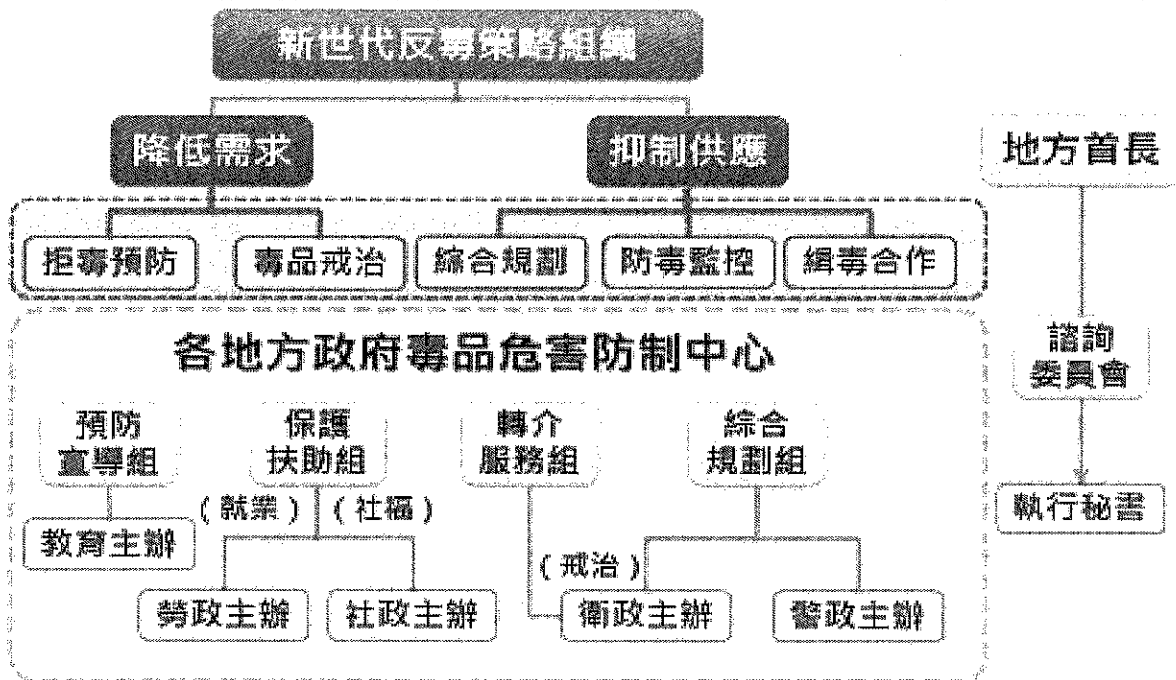 新世代反毒策略組織
降低需求
抑制供應
地方首長
拒毒預防
毒品戒治
綜合規劃
防毒監控
緝毒合作
各地方政府毒品危害防制中心
諮詢
委員會
預防
宣導組
保護
扶助組
轉介
服務組
綜合
規劃組
(就業)
(社福)
執行秘書
教育主辦
(戒治)
勞政主辦
社政主辦
衛政主辦
警政主辦